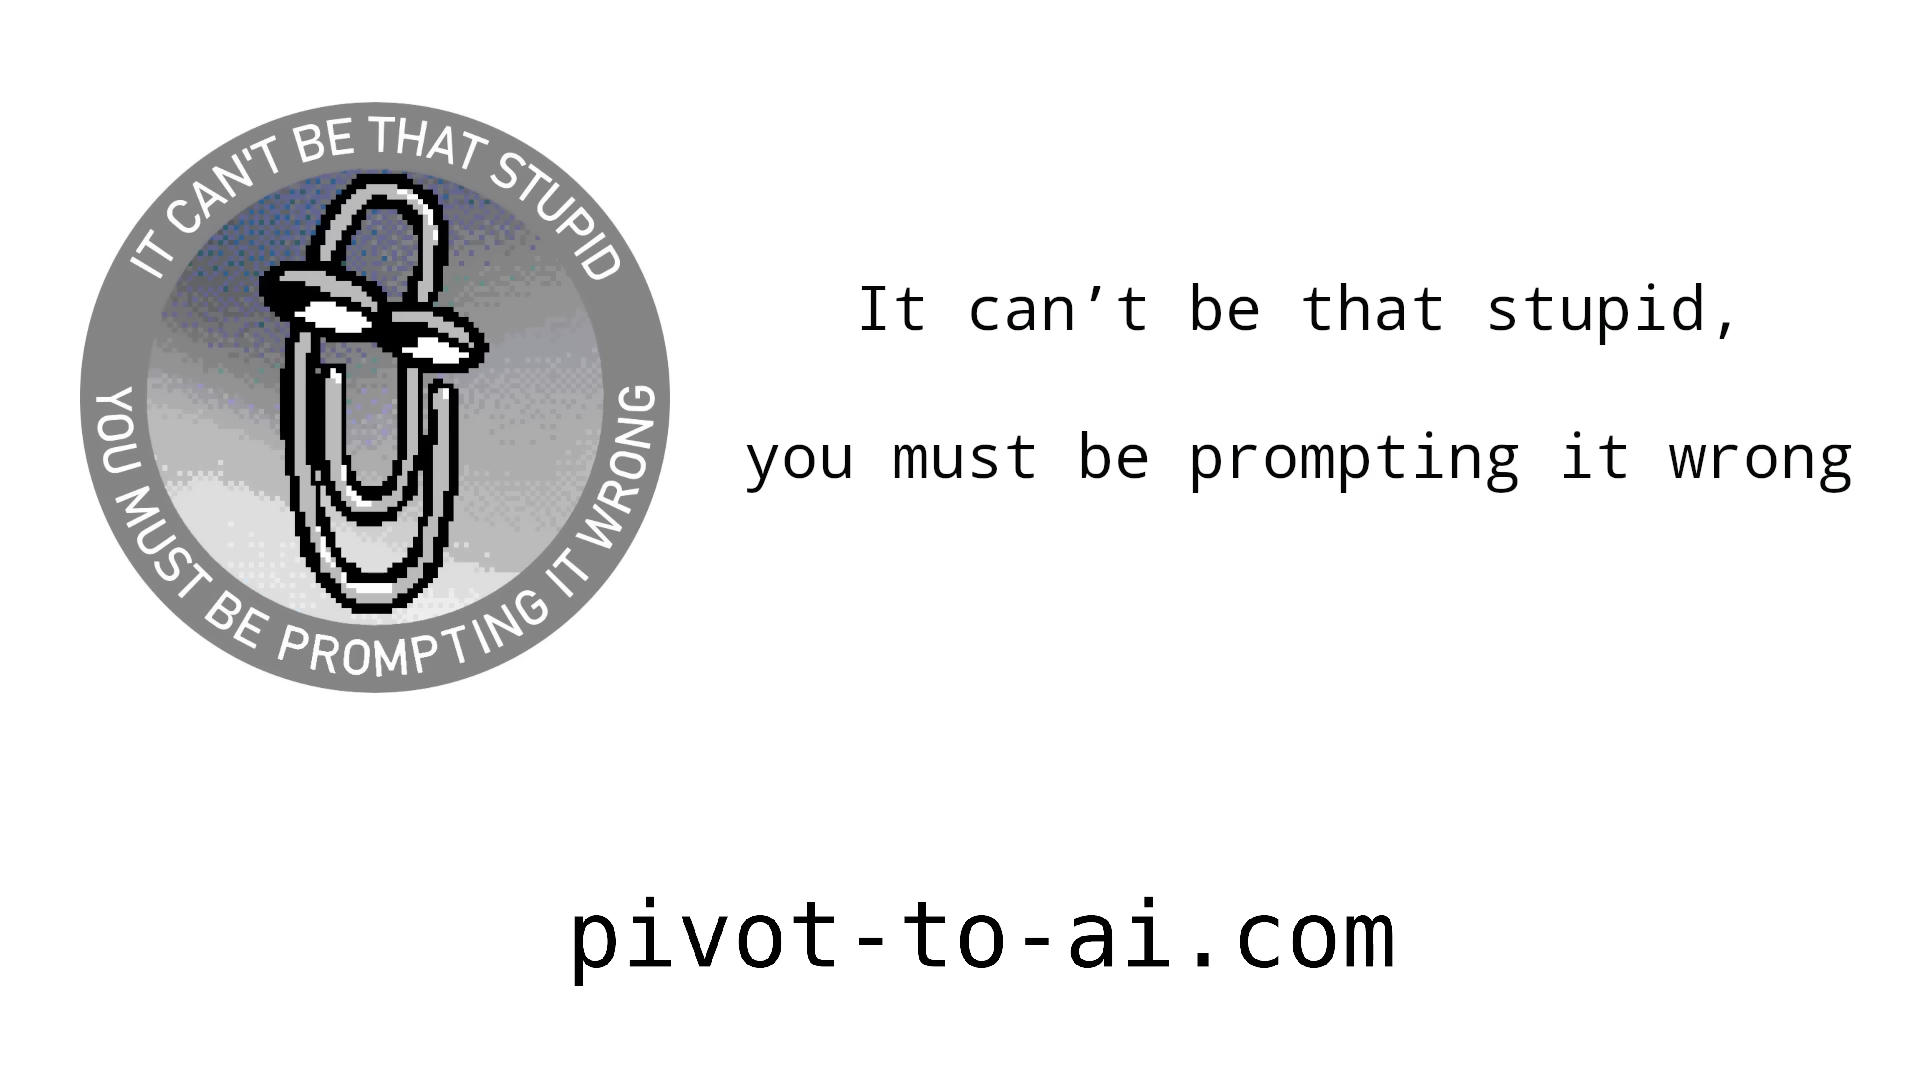 IT CAN'T BE THAT STUPID
YOU MUST BE PROMPTING IT WRONG
It can’t be that stupid,
you must be prompting it wrong
pivot-to-ai.com